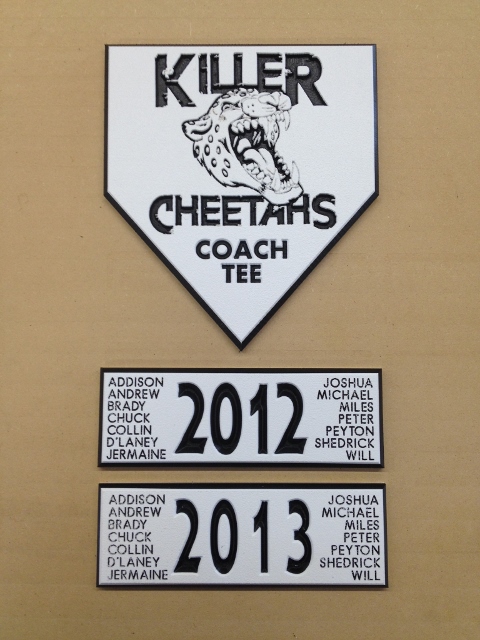 KILLER
CHEETAHS
COACH
TEE
ADDISON
ANDREW
BRADY
CHUCK
COLLIN
D'LANEY
JERMAINE
2012
JOSHUA
MICHAEL
MILES
PETER
PEYTON
SHEDRICK
WILL
ADDISON
ANDREW
BRADY
CHUCK
COLLIN
D'LANEY
JERMAINE
2013
JOSHUA
MICHAEL
MILES
PETER
PEYTON
SHEDRICK
WILL